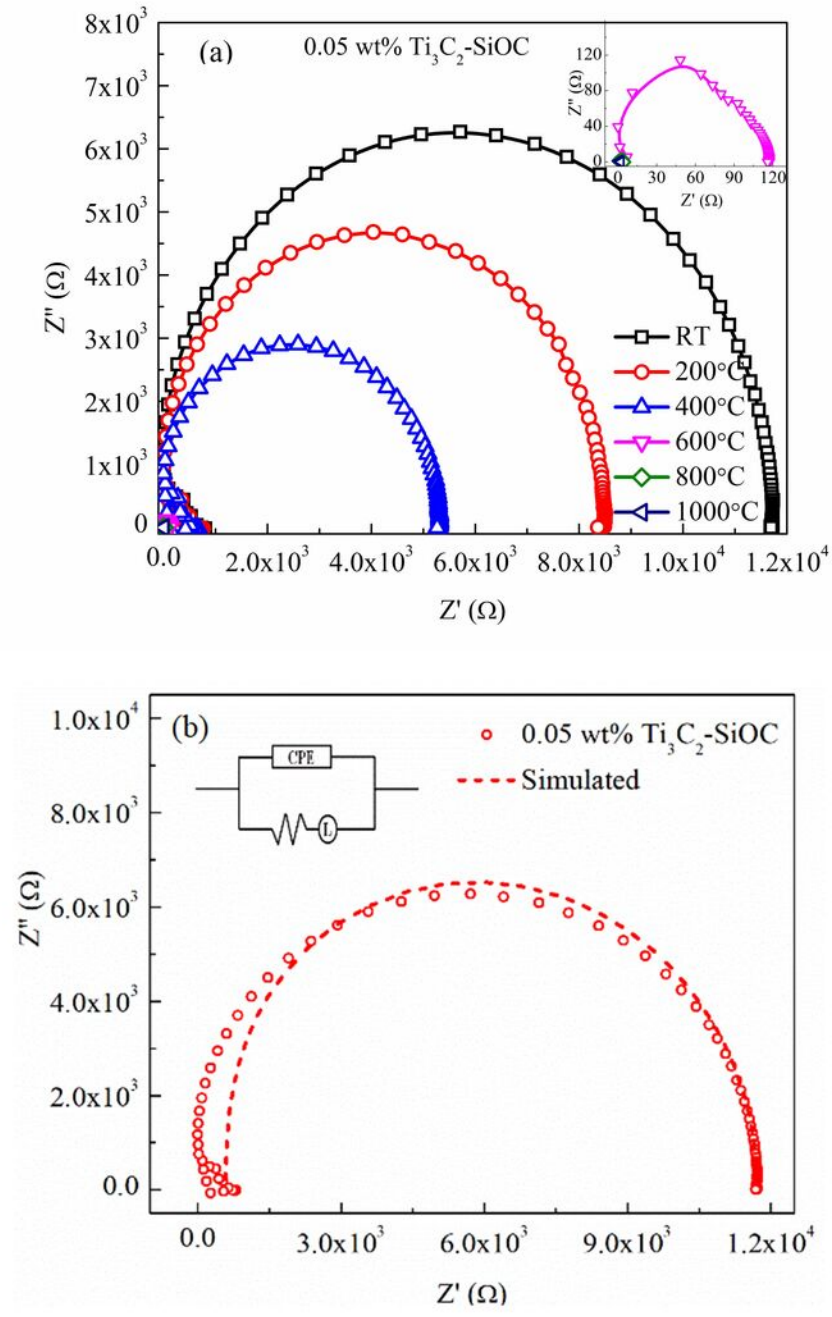 8x10³
(a)
0.05 wt% Ti₃C₂-SiOC
7x10³
6x10³
5x10³
4x10³
3x10³
2x10³
1x10³
0
Z'' (Ω)
120
80
40
0
Z'' (Ω)
0 30 60 90 120
Z' (Ω)
RT
200°C
400°C
600°C
800°C
1000°C
0.0 2.0x10³ 4.0x10³ 6.0x10³ 8.0x10³ 1.0x10⁴ 1.2x10⁴
Z' (Ω)
1.0x10⁴
8.0x10³
6.0x10³
4.0x10³
2.0x10³
0.0
Z'' (Ω)
(b)
CPE
L
0.05 wt% Ti₃C₂-SiOC
Simulated
0.0 3.0x10³ 6.0x10³ 9.0x10³ 1.2x10⁴
Z' (Ω)